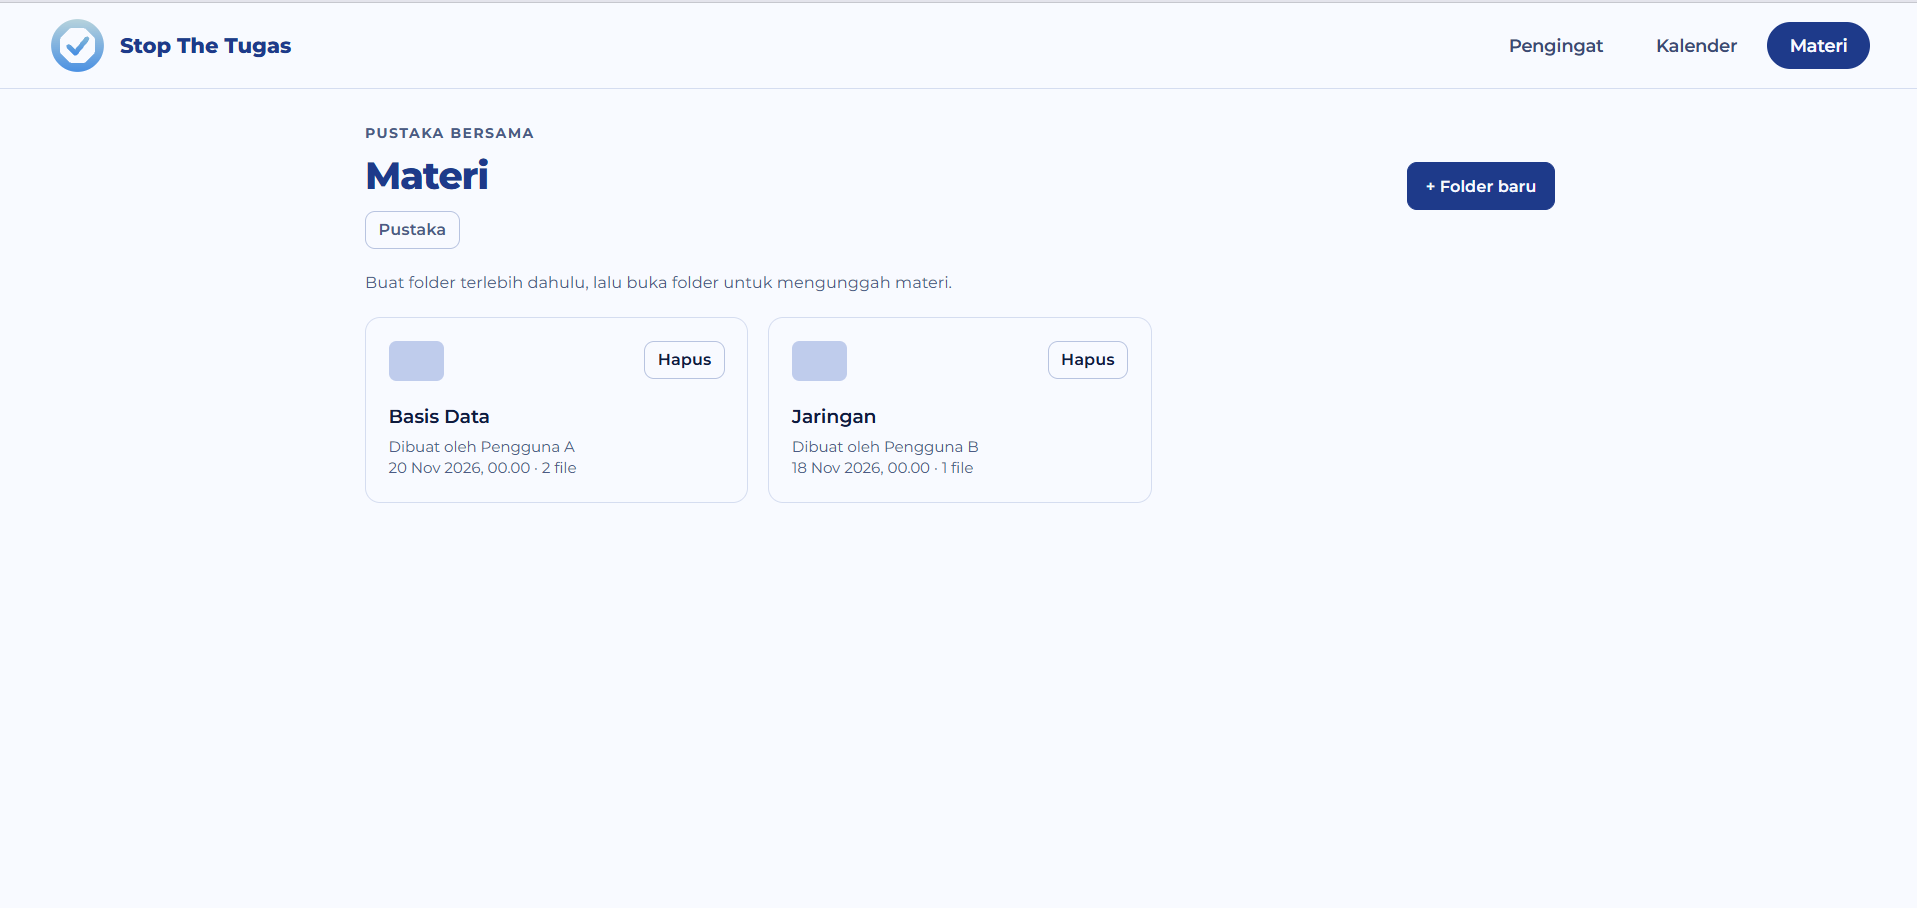 Stop The Tugas
Pengingat
Kalender
Materi
PUSTAKA BERSAMA
Materi
+ Folder baru
Pustaka
Buat folder terlebih dahulu, lalu buka folder untuk mengunggah materi.
Hapus
Basis Data
Dibuat oleh Pengguna A
20 Nov 2026, 00.00 · 2 file
Hapus
Jaringan
Dibuat oleh Pengguna B
18 Nov 2026, 00.00 · 1 file